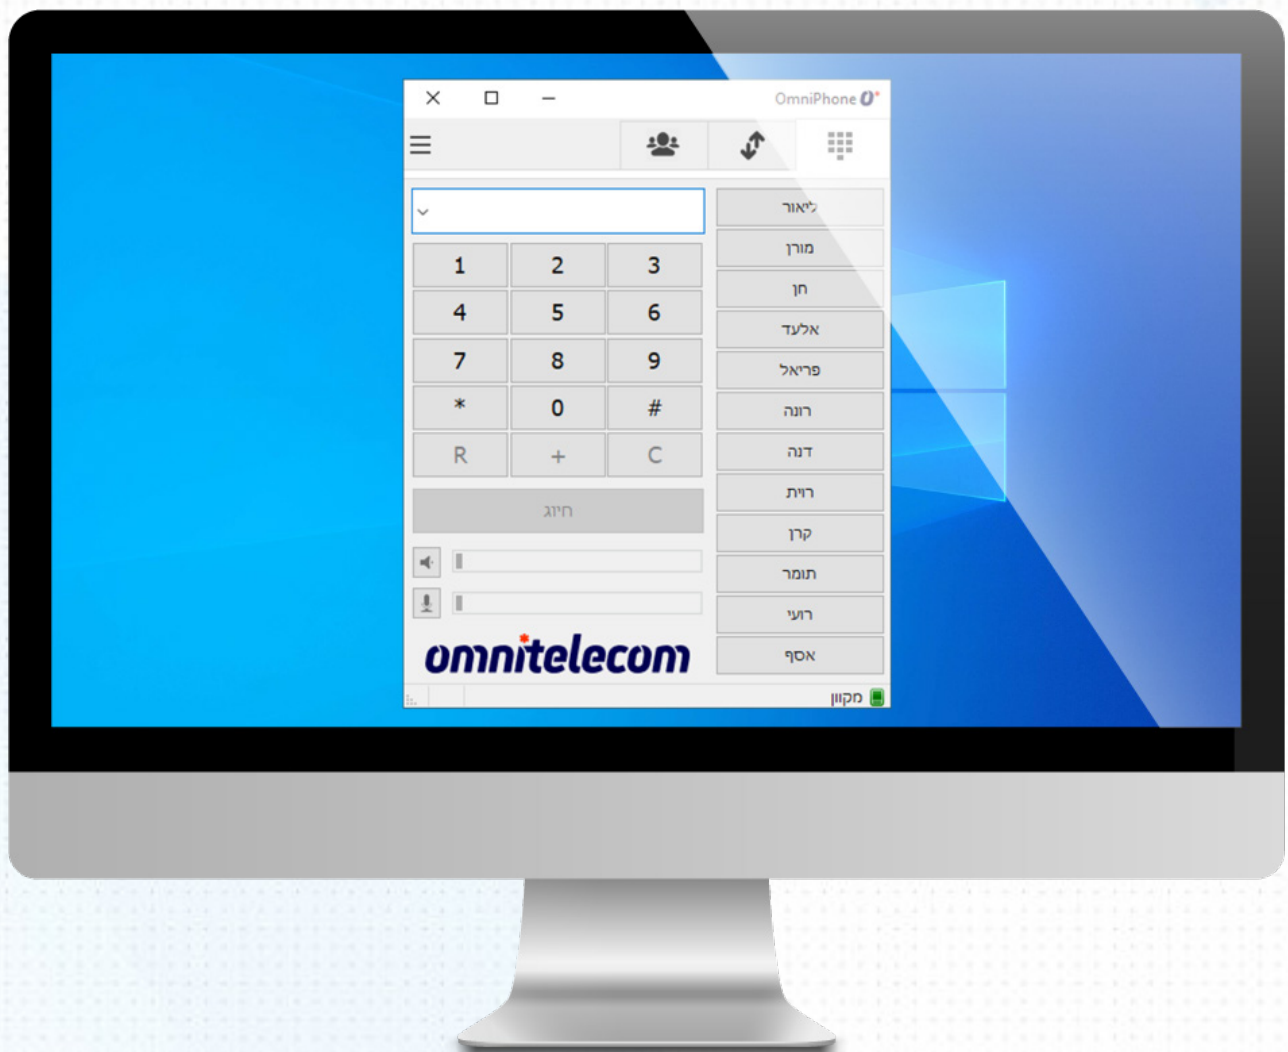 OmniPhone
ליאור
מורן
חן
אלעד
פריאל
רונה
דנה
רוית
קרן
תומר
רועי
אסף
1 2 3
4 5 6
7 8 9
* 0 #
R + C
חיוג
omnitelecom
מקוון